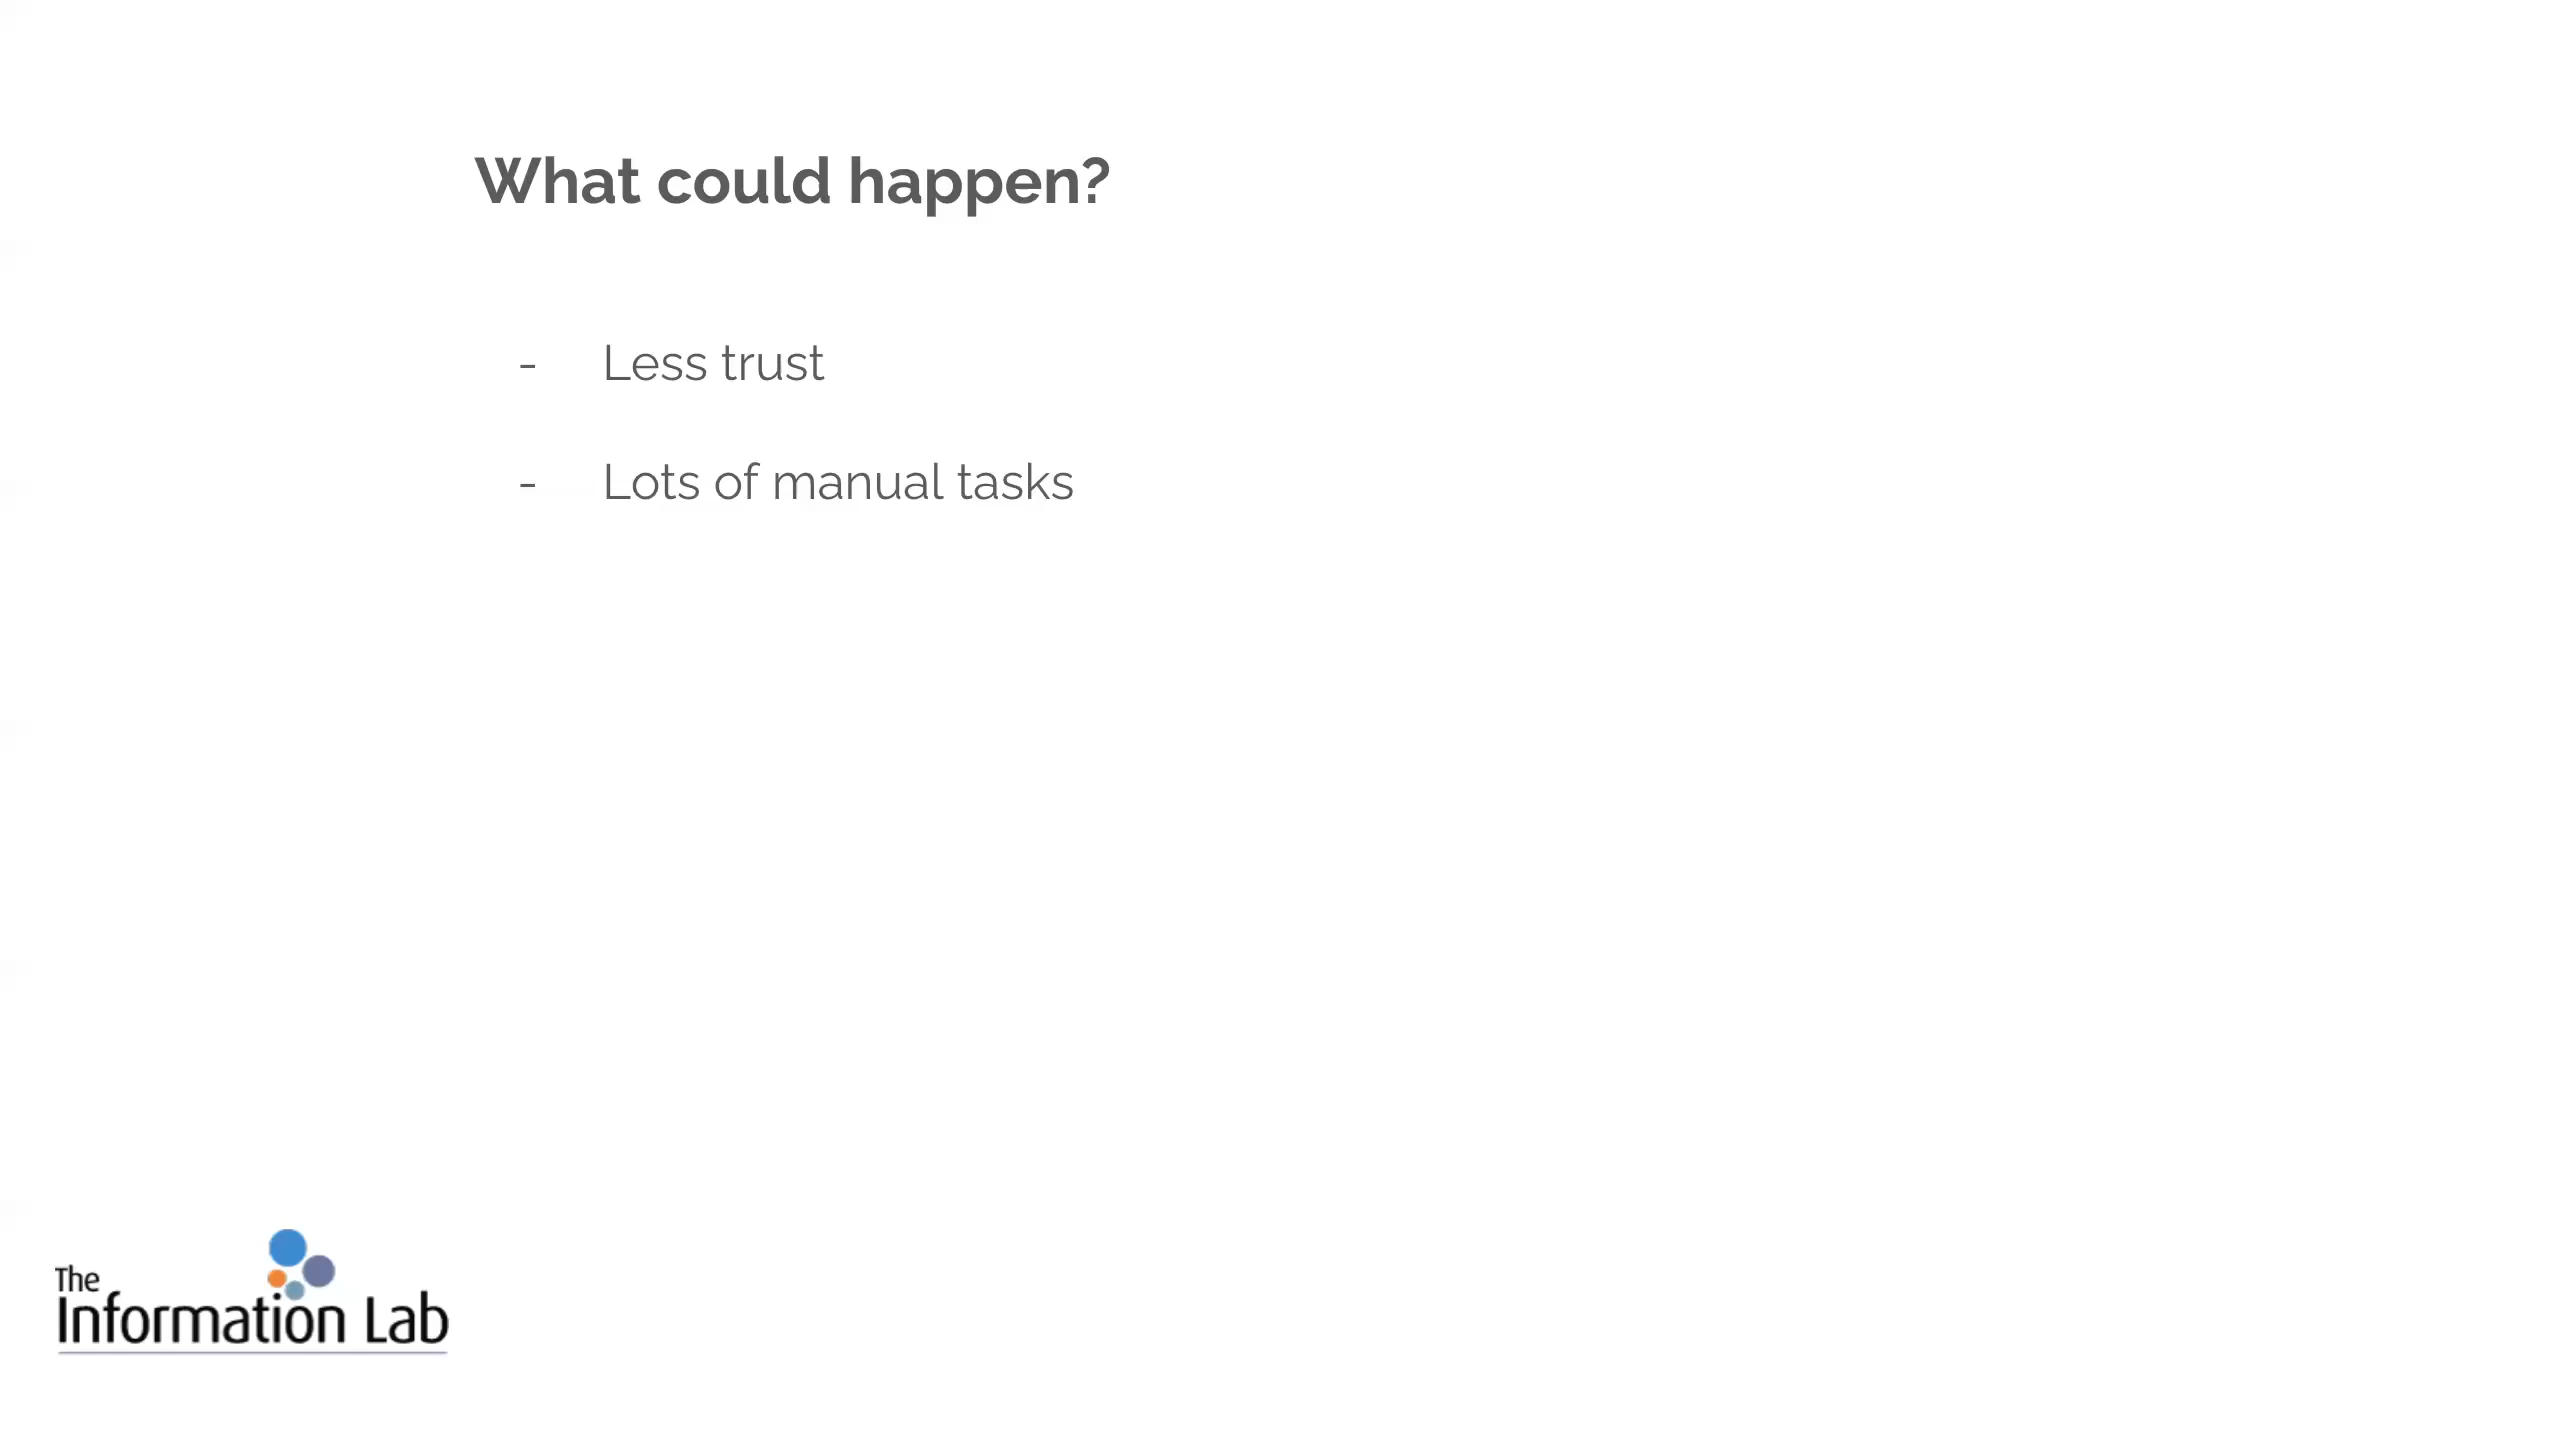 What could happen?
- Less trust
- Lots of manual tasks
The
Information Lab